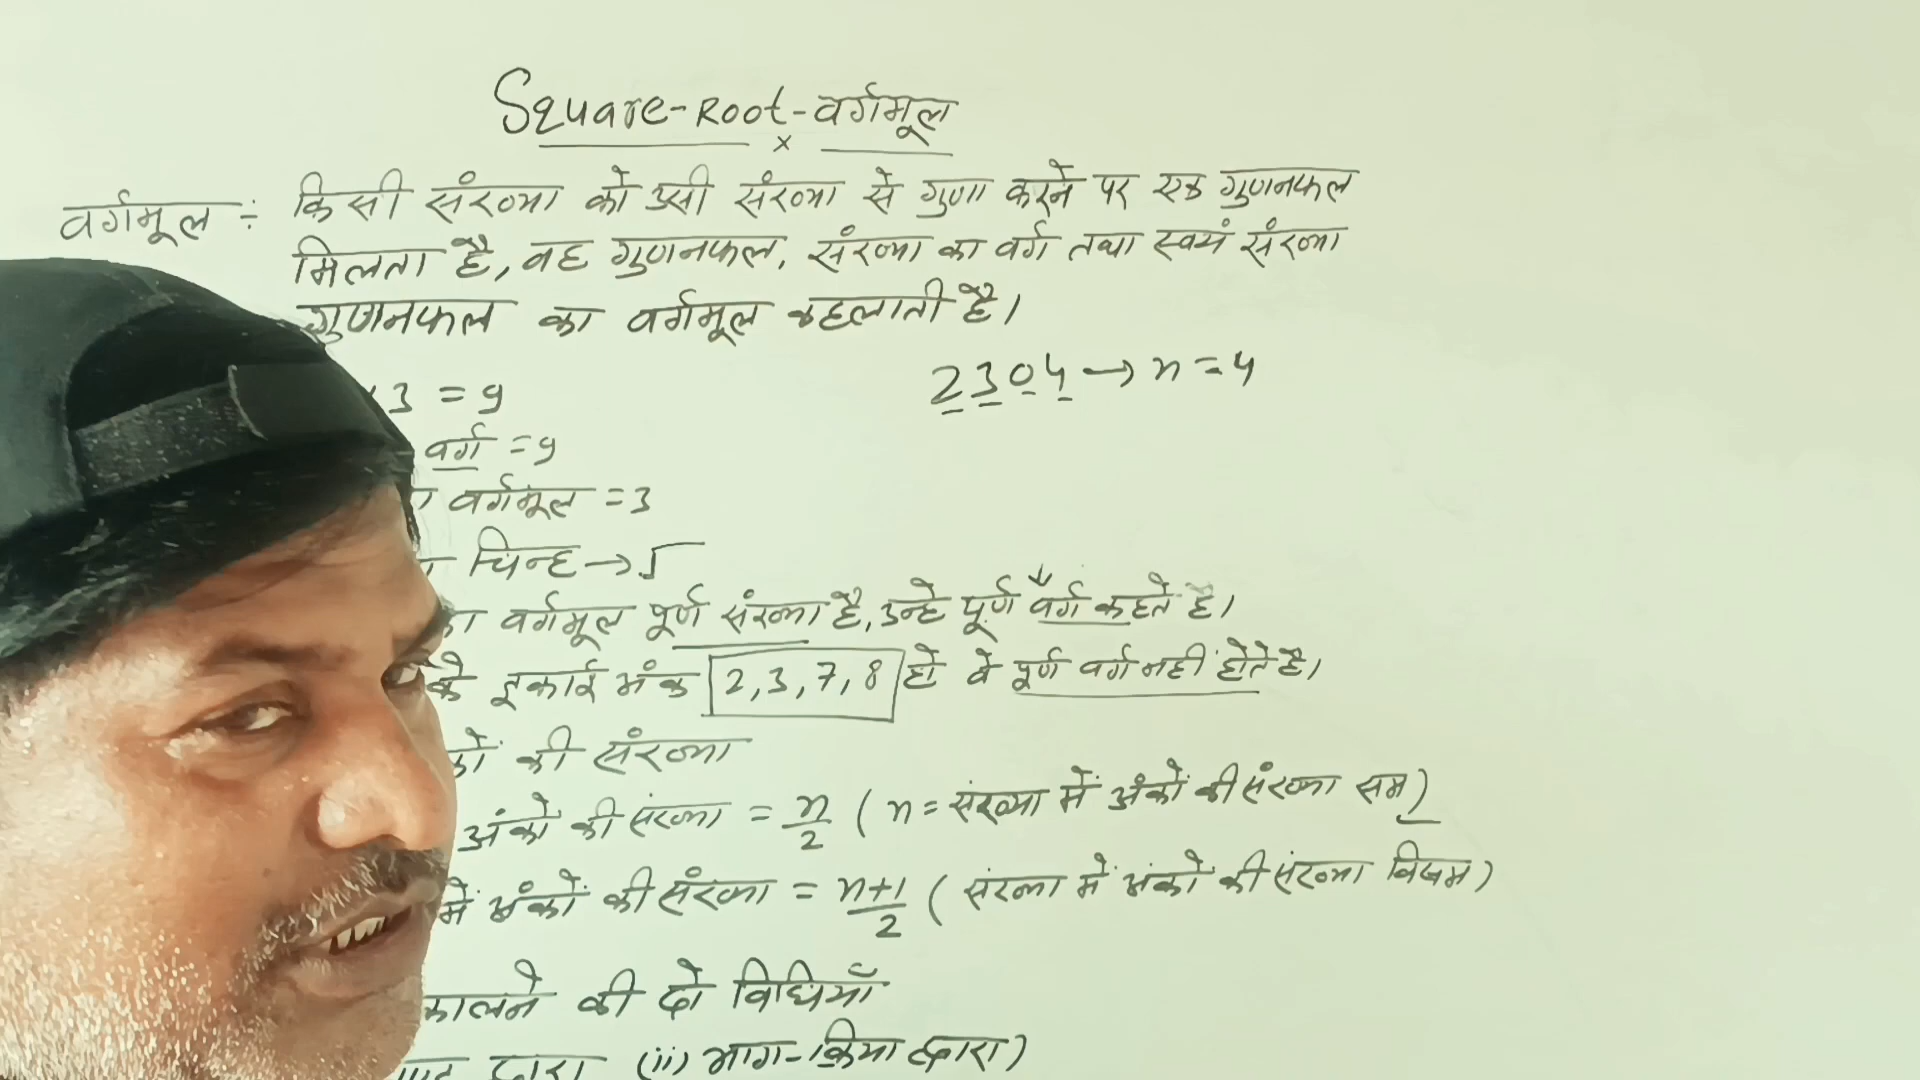 Square-Root-वर्गमूल
x
वर्गमूल ÷ किसी संख्या को उसी संख्या से गुणा करने पर एक गुणनफल
मिलता है, वह गुणनफल, संख्या का वर्ग तथा स्वयं संख्या
गुणनफल का वर्गमूल कहलाती है।
2304 → n = 4
3 = 9
वर्ग = 9
वर्गमूल = 3
चिन्ह → √
वर्गमूल पूर्ण संख्या है, उन्हे पूर्ण वर्ग कहते है।
के इकाई अंक 2, 3, 7, 8 हो वे पूर्ण वर्ग नही होते है।
की संख्या
अंको की संख्या = n/2 ( n = संख्या में अंकों की संख्या सम )
में अंकों की संख्या = n+1/2 ( संख्या में अंकों की संख्या विषम )
की दो विधियाँ
द्वारा (ii) भाग-क्रिया द्वारा)